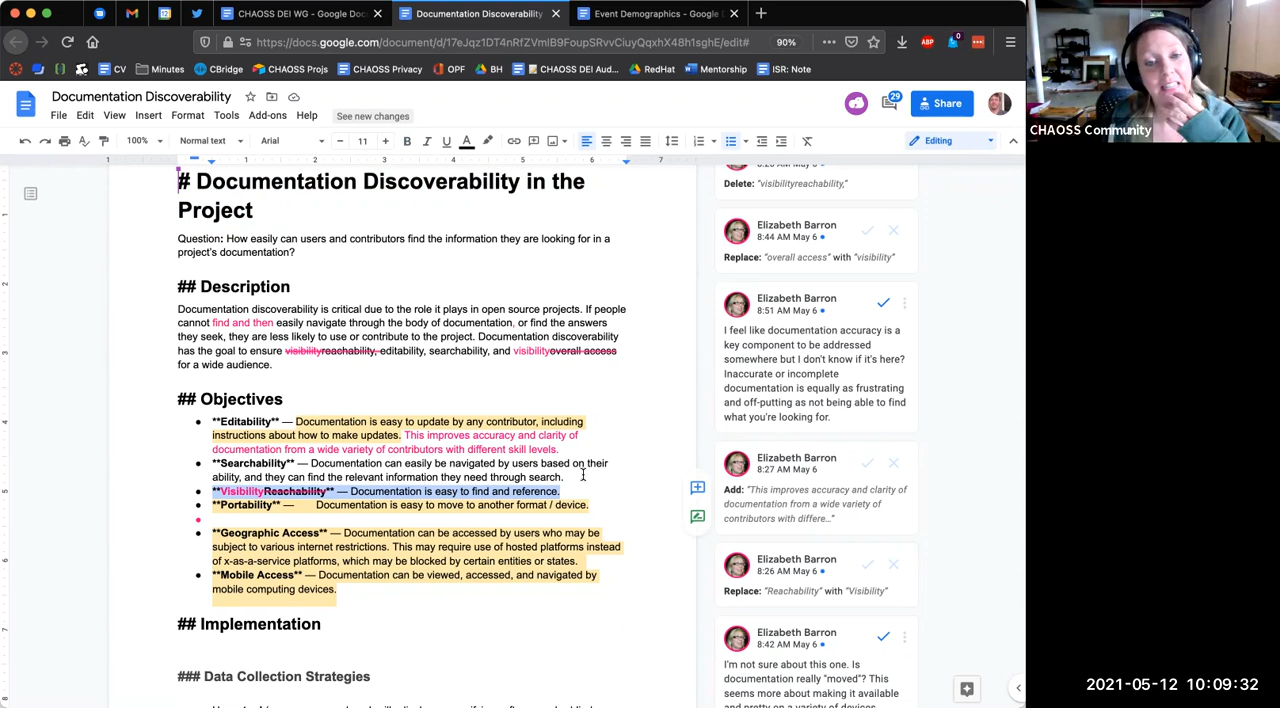 CHAOSS DEI WG - Google Doc
Documentation Discoverability
Event Demographics - Google D
https://docs.google.com/document/d/17eJqz1DT4nRfZVmIB9FoupSRvvCiuyQqxhX48h1sghE/edit#
90%
ABP
0
CV
Minutes
CBridge
CHAOSS Projs
CHAOSS Privacy
OPF
BH
CHAOSS DEI Aud...
RedHat
Mentorship
ISR: Note
Documentation Discoverability
29
Share
File Edit View Insert Format Tools Add-ons Help
See new changes
100% Normal text Arial 11 B I U A
Editing
1 1 2 3 4 5 6 7
# Documentation Discoverability in the
Project
Question: How easily can users and contributors find the information they are looking for in a
project's documentation?
## Description
Documentation discoverability is critical due to the role it plays in open source projects. If people
cannot find and then easily navigate through the body of documentation, or find the answers
they seek, they are less likely to use or contribute to the project. Documentation discoverability
has the goal to ensure visibilityreachability, editability, searchability, and visibilityoverall access
for a wide audience.
## Objectives
**Editability** — Documentation is easy to update by any contributor, including
instructions about how to make updates. This improves accuracy and clarity of
documentation from a wide variety of contributors with different skill levels.
**Searchability** — Documentation can easily be navigated by users based on their
ability, and they can find the relevant information they need through search.
**VisibilityReachability** — Documentation is easy to find and reference.
**Portability** — Documentation is easy to move to another format / device.
**Geographic Access** — Documentation can be accessed by users who may be
subject to various internet restrictions. This may require use of hosted platforms instead
of x-as-a-service platforms, which may be blocked by certain entities or states.
**Mobile Access** — Documentation can be viewed, accessed, and navigated by
mobile computing devices.
## Implementation
### Data Collection Strategies
Delete: "visibilityreachability,"
Elizabeth Barron
8:44 AM May 6
Replace: "overall access" with "visibility"
Elizabeth Barron
8:51 AM May 6
I feel like documentation accuracy is a
key component to be addressed
somewhere but I don't know if it's here?
Inaccurate or incomplete
documentation is equally as frustrating
and off-putting as not being able to find
what you're looking for.
Elizabeth Barron
8:27 AM May 6
Add: "This improves accuracy and clarity of
documentation from a wide variety of
contributors with differe..."
Elizabeth Barron
8:26 AM May 6
Replace: "Reachability" with "Visibility"
Elizabeth Barron
8:42 AM May 6
I'm not sure about this one. Is
documentation really "moved"? This
seems more about making it available
and pretty on a variety of devices
CHAOSS Community
2021-05-12 10:09:32